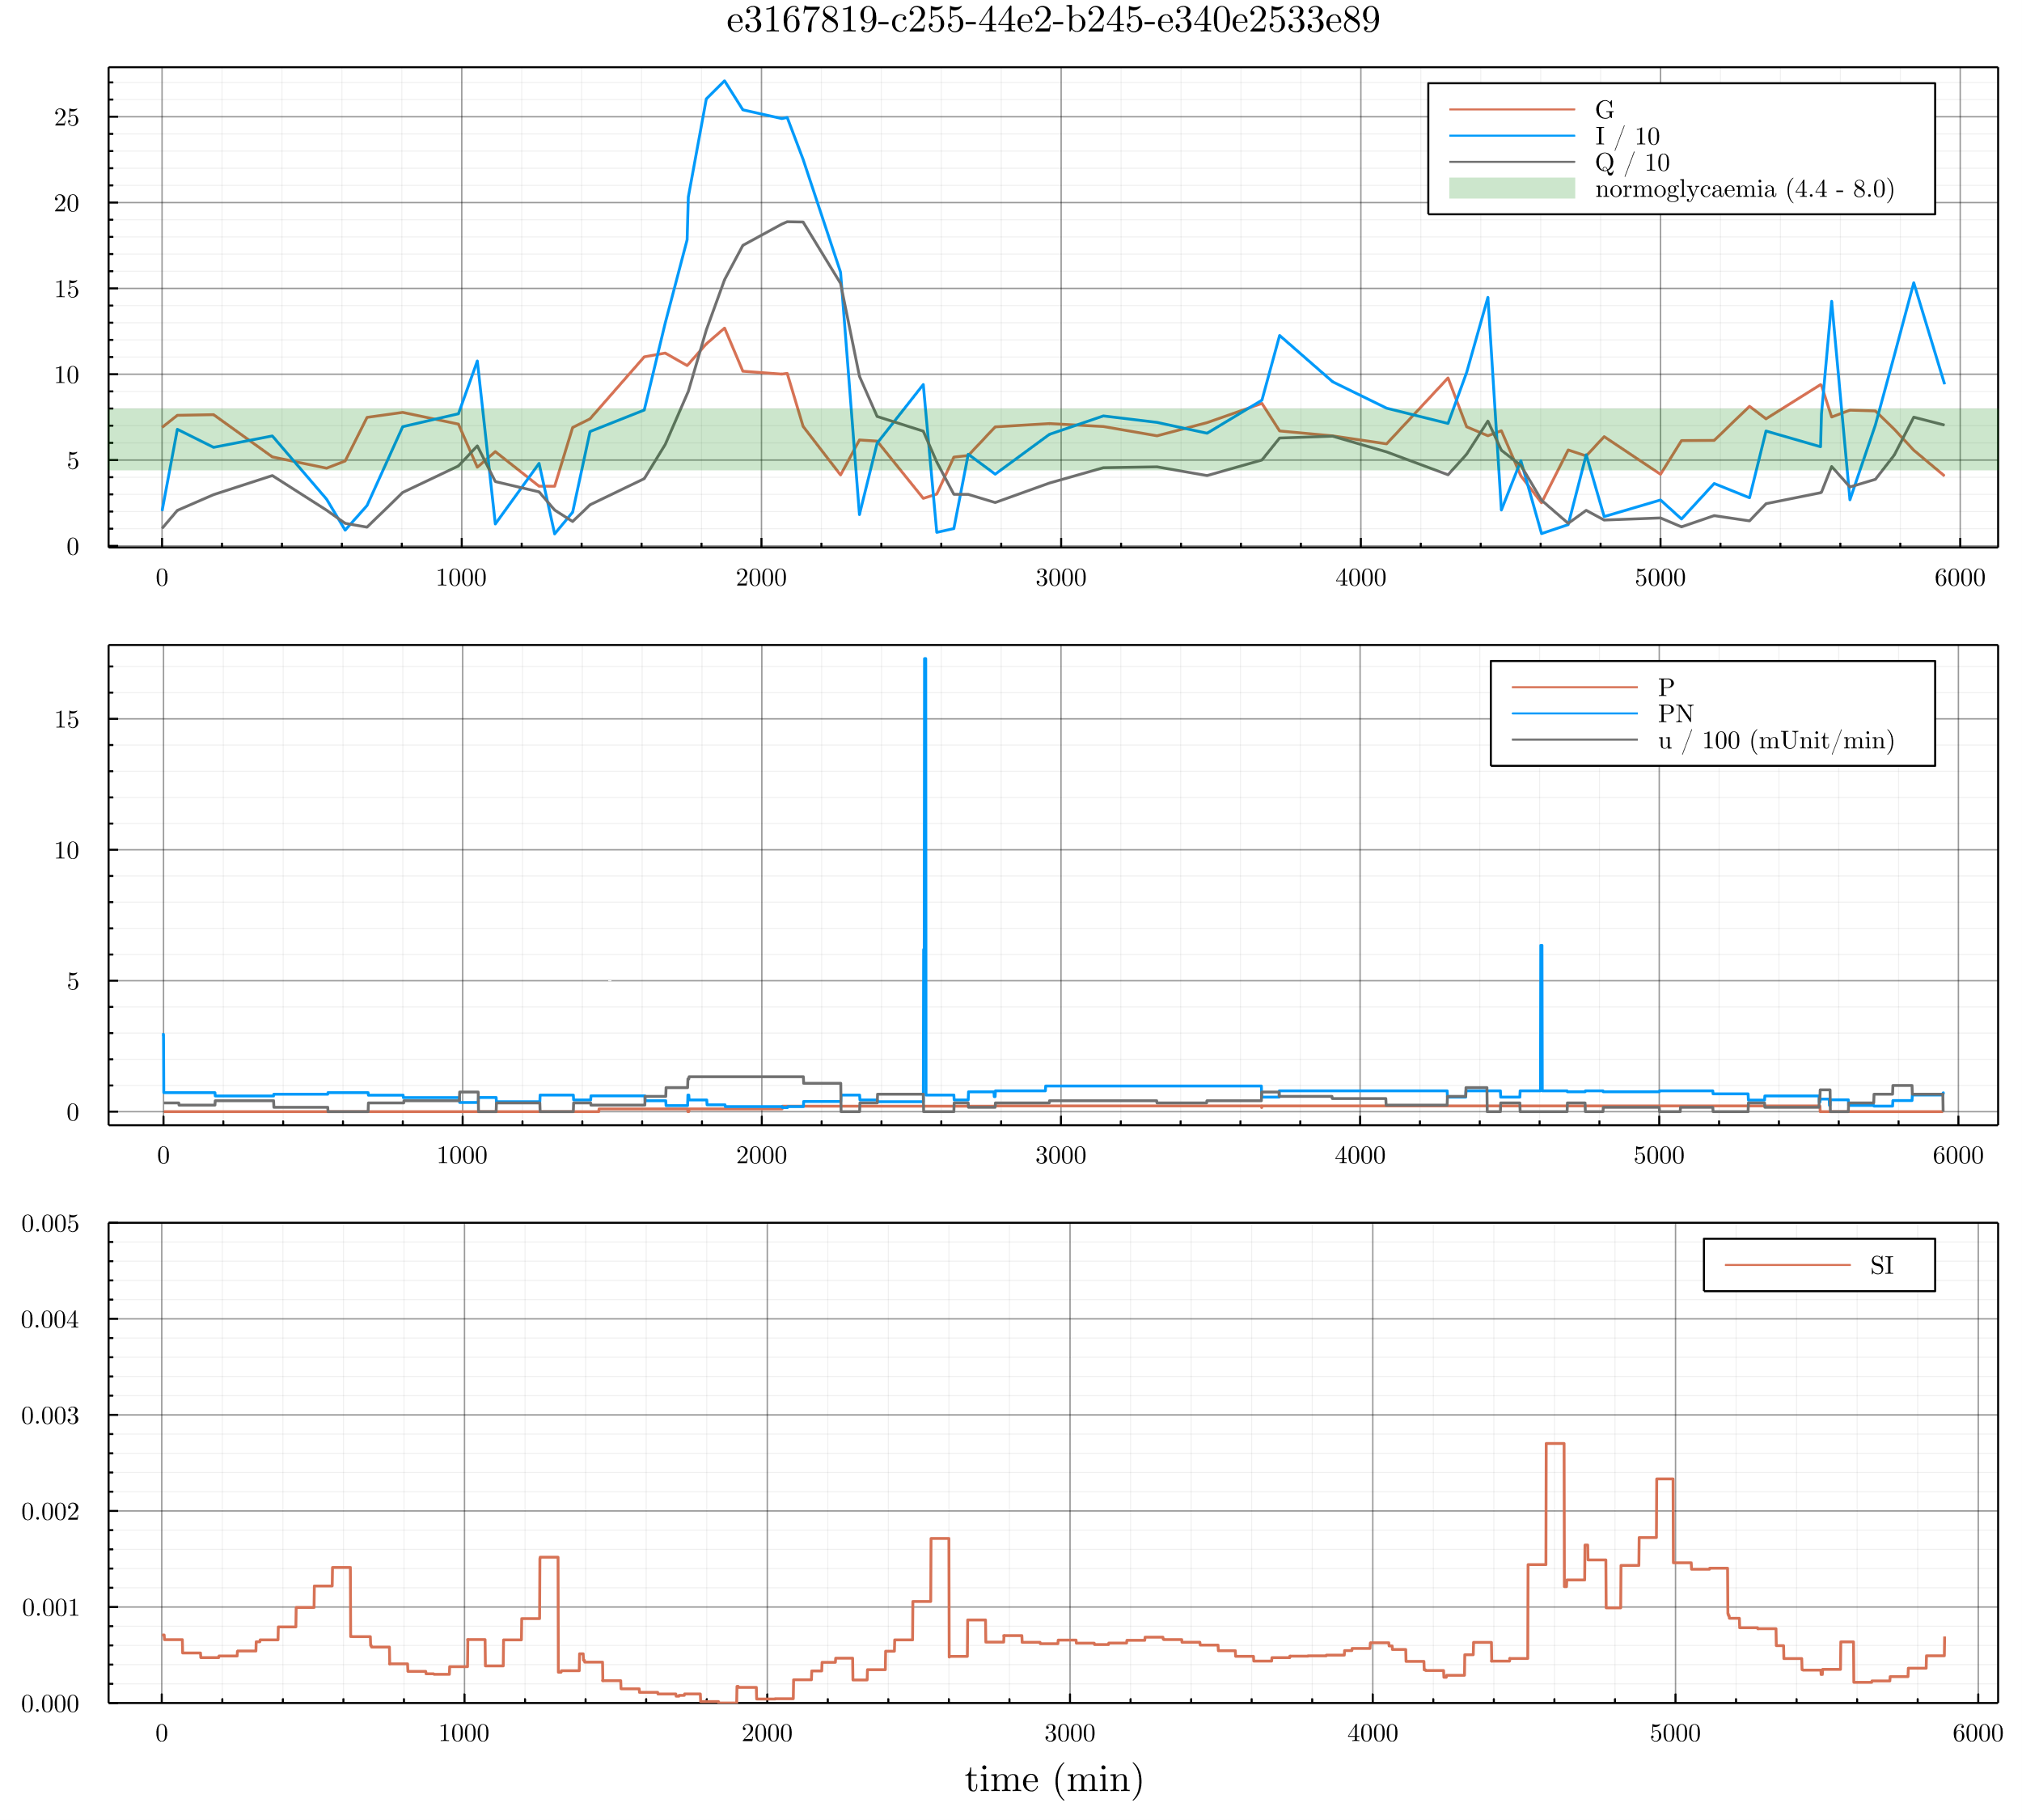 e3167819-c255-44e2-b245-e340e2533e89
25
20
15
10
5
0
G
I / 10
Q / 10
normoglycaemia (4.4 - 8.0)
0 1000 2000 3000 4000 5000 6000
15
10
5
0
P
PN
u / 100 (mUnit/min)
0 1000 2000 3000 4000 5000 6000
0.005
0.004
0.003
0.002
0.001
0.000
SI
0 1000 2000 3000 4000 5000 6000
time (min)